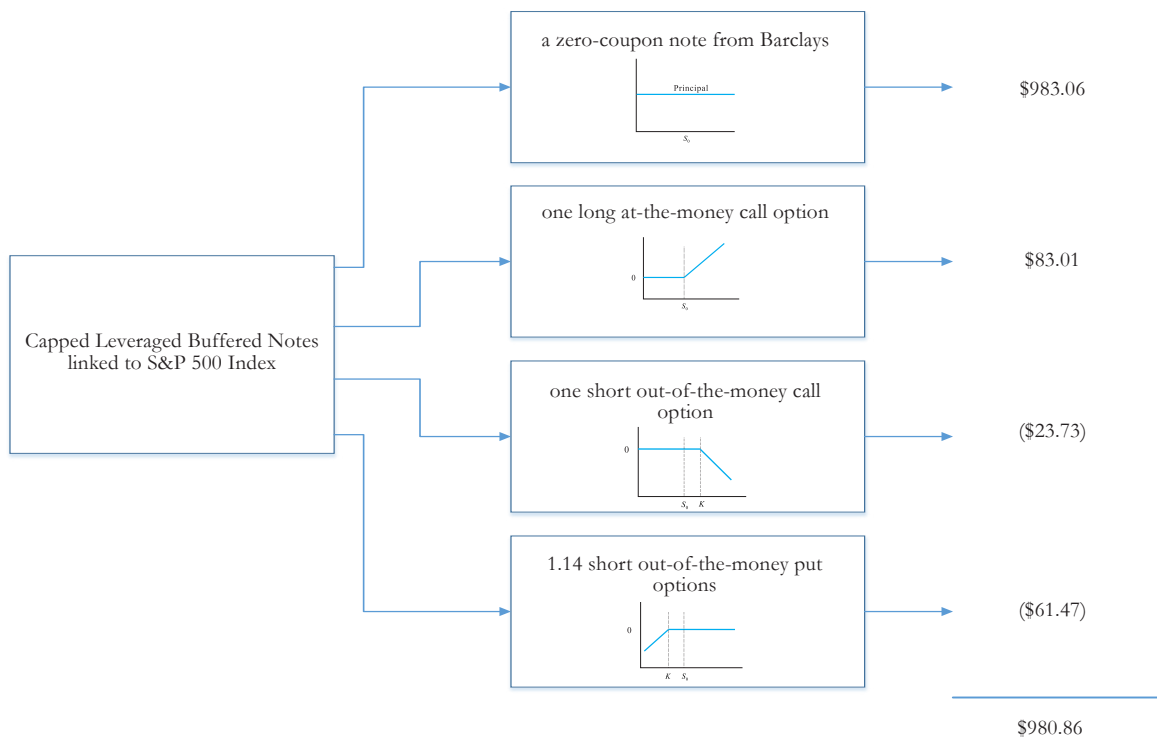 a zero-coupon note from Barclays
Principal
S₀
$983.06
one long at-the-money call option
0
S₀
$83.01
Capped Leveraged Buffered Notes
linked to S&P 500 Index
one short out-of-the-money call
option
0
S₀ K
($23.73)
1.14 short out-of-the-money put
options
0
K S₀
($61.47)
$980.86